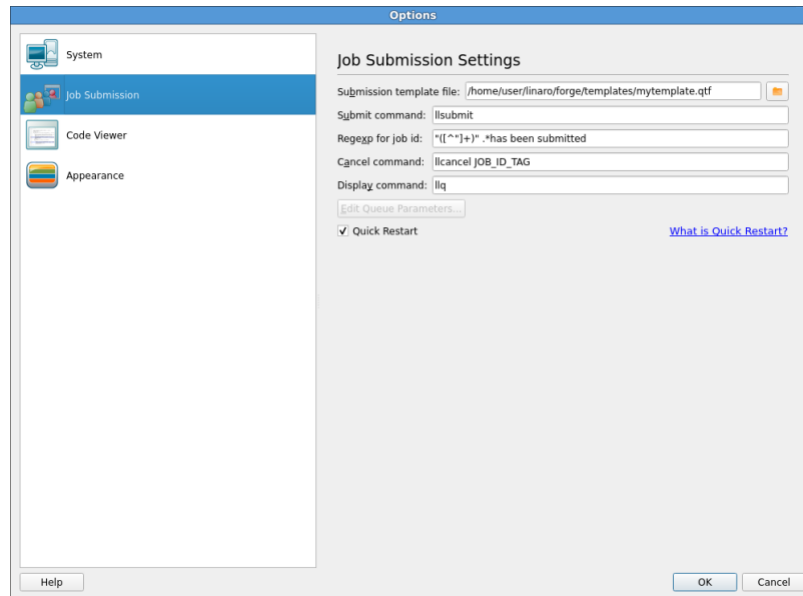 Options
System
Job Submission
Code Viewer
Appearance
Job Submission Settings
Submission template file: /home/user/linaro/forge/templates/mytemplate.qtf
Submit command: llsubmit
Regexp for job id: "([^"]+)" .*has been submitted
Cancel command: llcancel JOB_ID_TAG
Display command: llq
Edit Queue Parameters...
Quick Restart What is Quick Restart?
Help OK Cancel